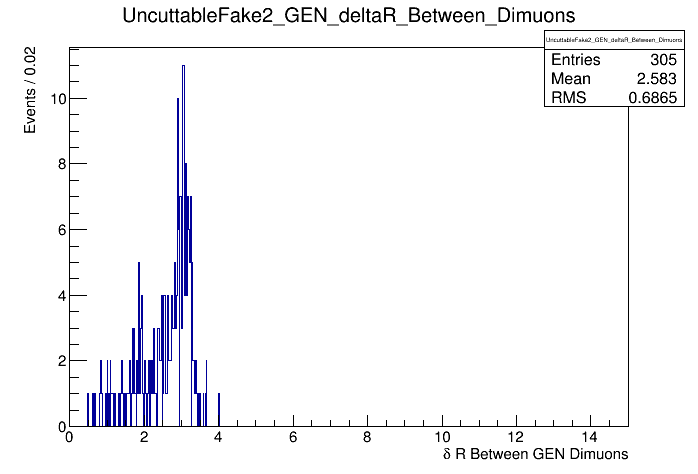 UncuttableFake2_GEN_deltaR_Between_Dimuons
UncuttableFake2_GEN_deltaR_Between_Dimuons
Entries 305
Mean 2.583
RMS 0.6865
Events / 0.02
10
8
6
4
2
0
0 2 4 6 8 10 12 14
δ R Between GEN Dimuons